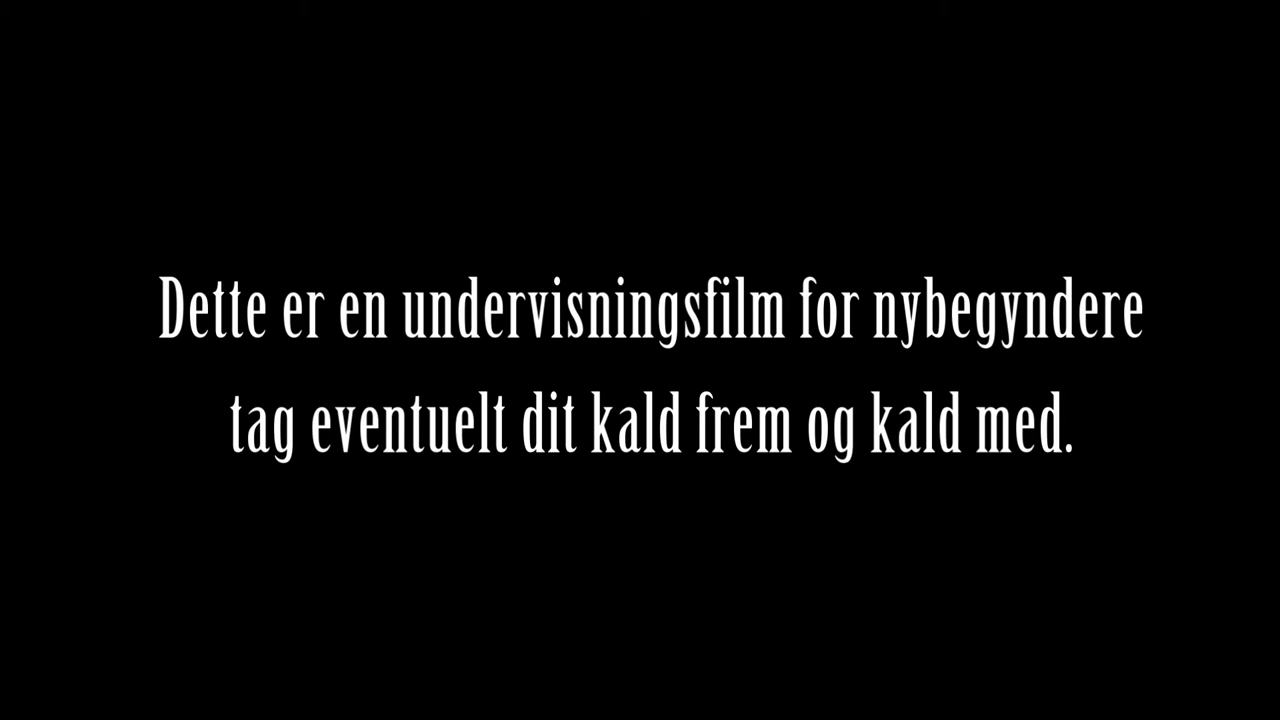 Dette er en undervisningsfilm for nybegyndere
tag eventuelt dit kald frem og kald med.